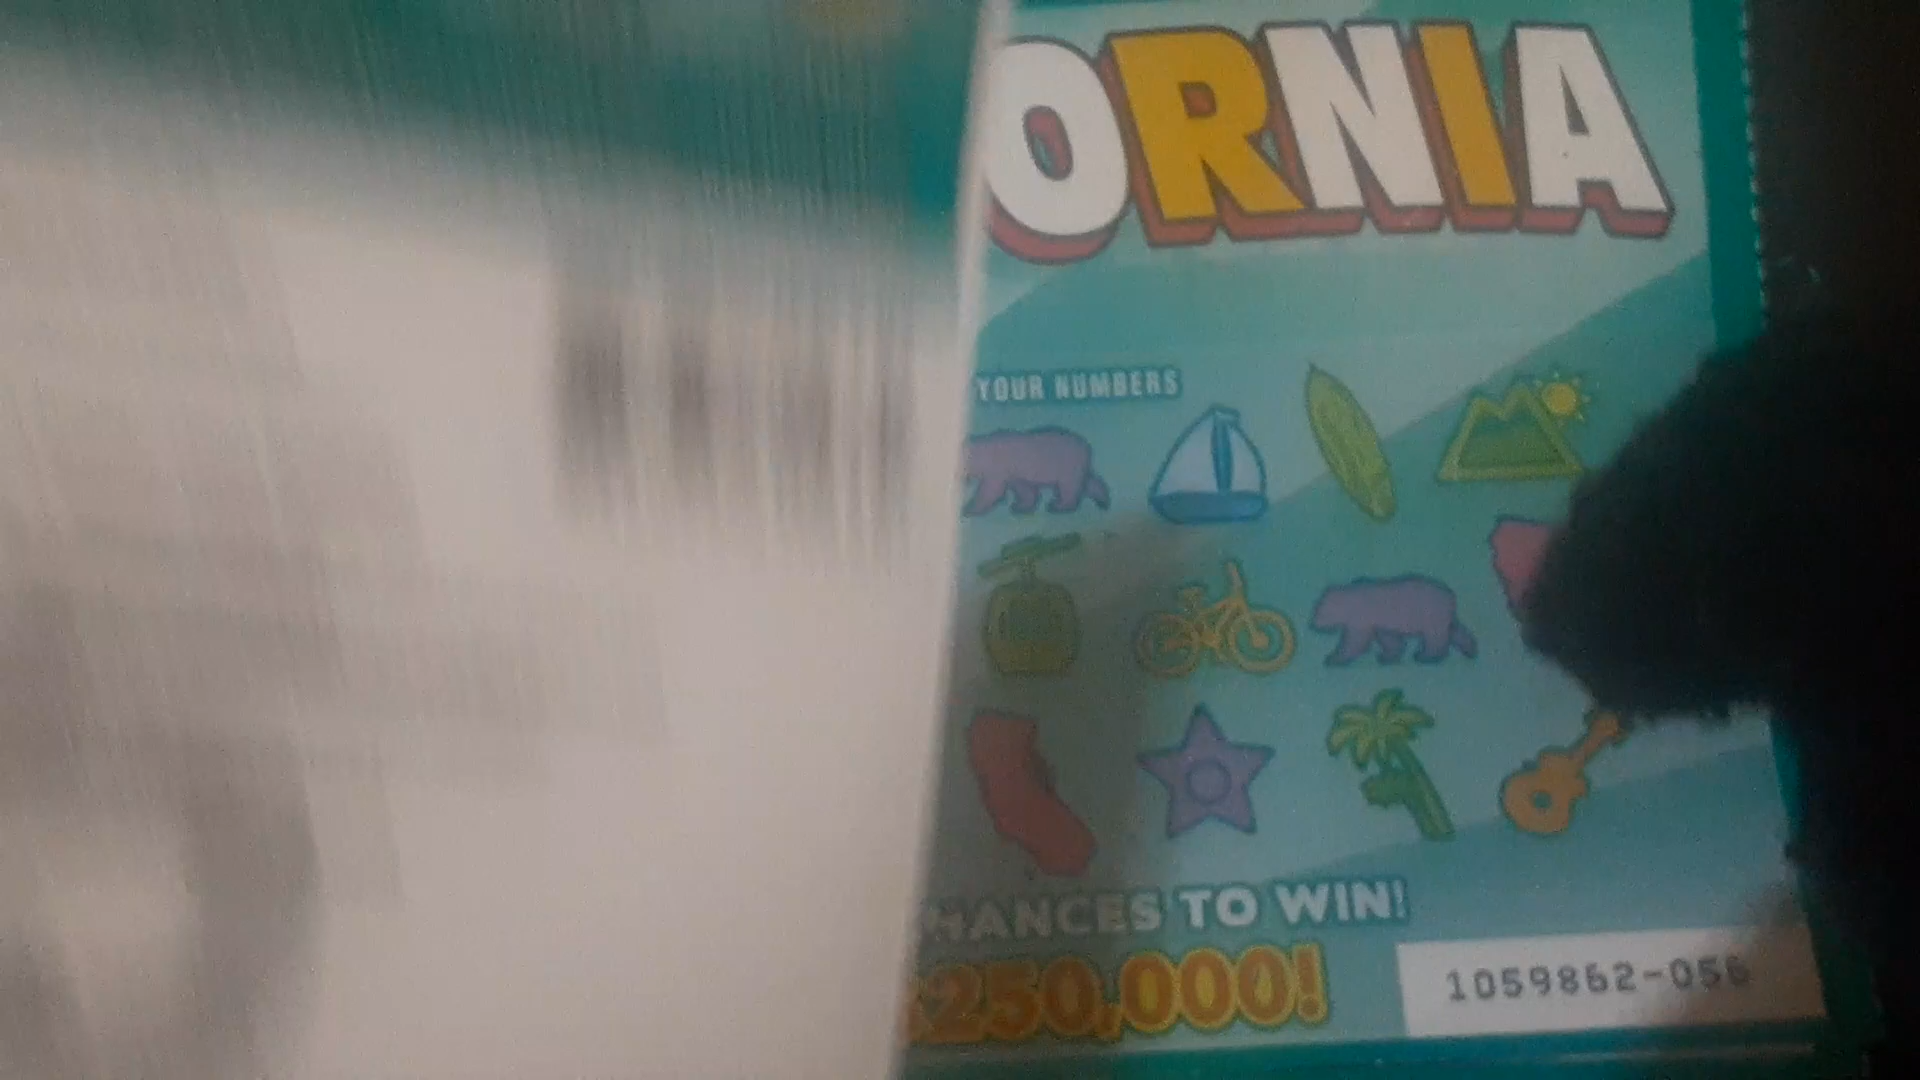 ORNIA
YOUR NUMBERS
HANCES TO WIN!
250,000!
1059862-056